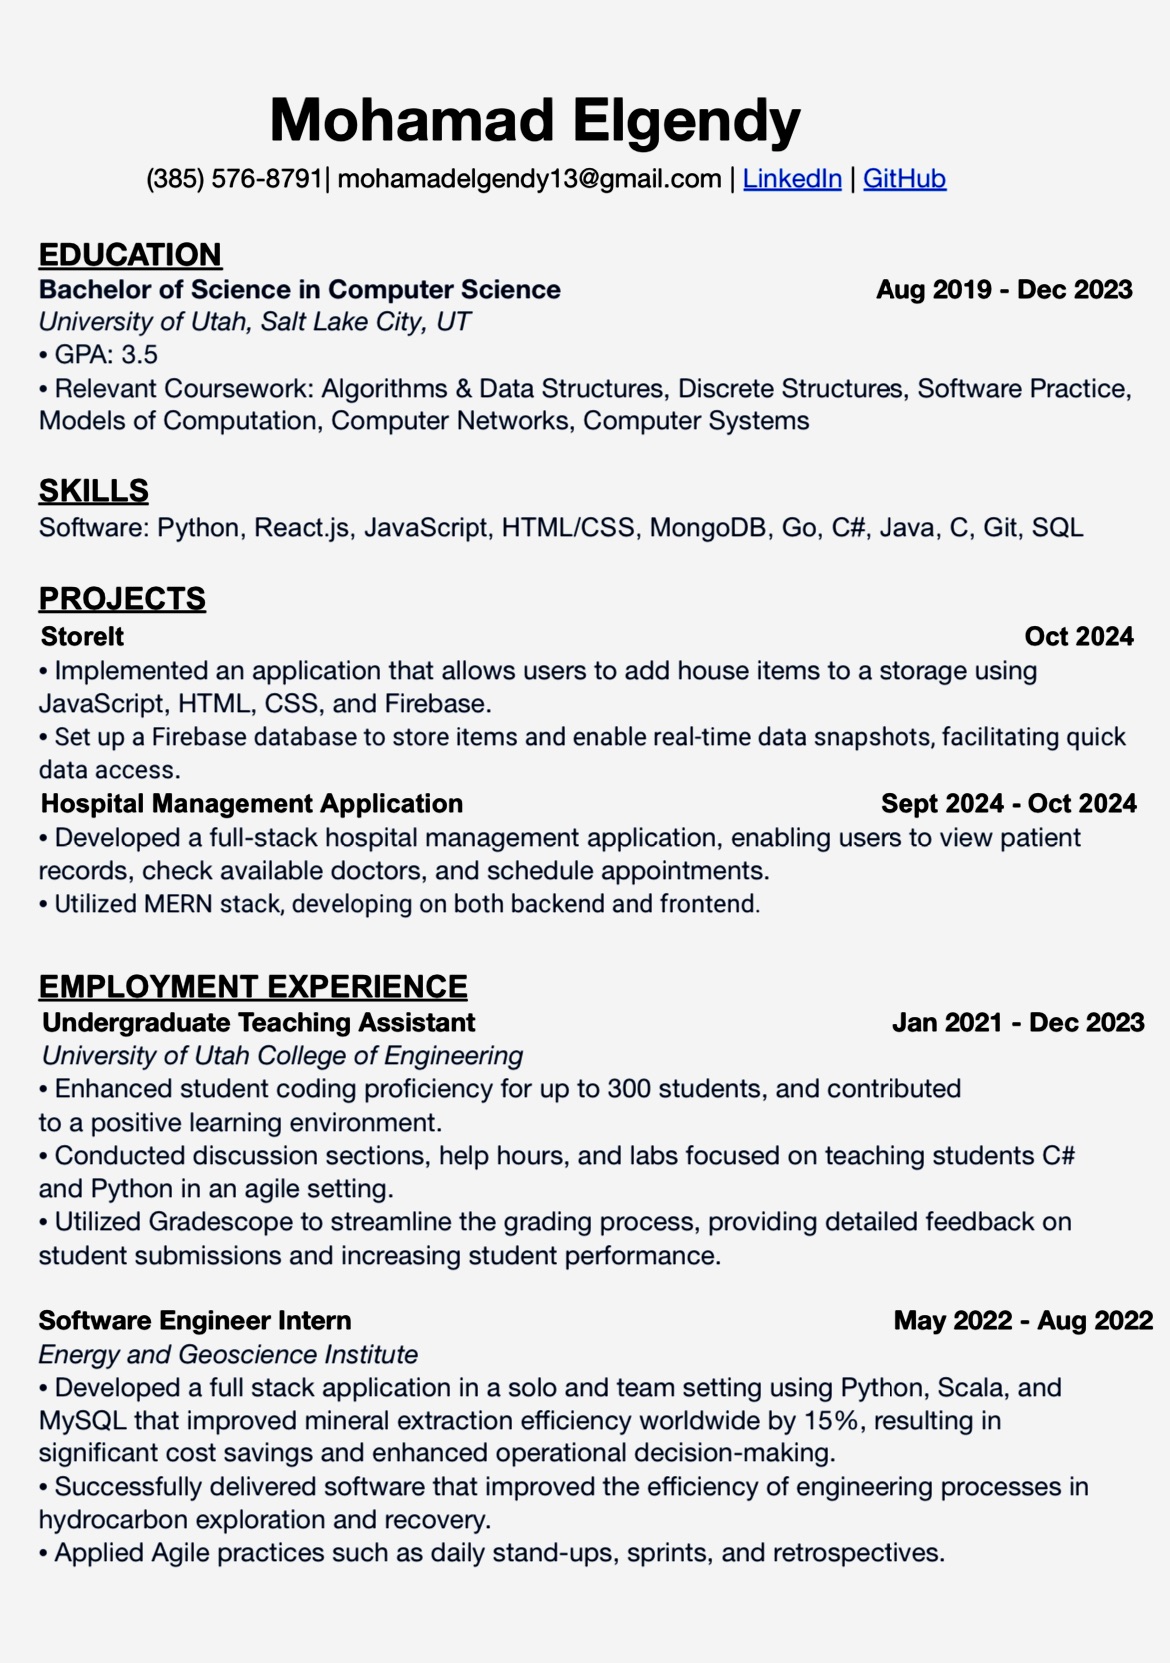 Mohamad Elgendy
(385) 576-8791| mohamadelgendy13@gmail.com | LinkedIn | GitHub
EDUCATION
Bachelor of Science in Computer Science Aug 2019 - Dec 2023
University of Utah, Salt Lake City, UT
• GPA: 3.5
• Relevant Coursework: Algorithms & Data Structures, Discrete Structures, Software Practice,
Models of Computation, Computer Networks, Computer Systems
SKILLS
Software: Python, React.js, JavaScript, HTML/CSS, MongoDB, Go, C#, Java, C, Git, SQL
PROJECTS
StoreIt Oct 2024
• Implemented an application that allows users to add house items to a storage using
JavaScript, HTML, CSS, and Firebase.
• Set up a Firebase database to store items and enable real-time data snapshots, facilitating quick
data access.
Hospital Management Application Sept 2024 - Oct 2024
• Developed a full-stack hospital management application, enabling users to view patient
records, check available doctors, and schedule appointments.
• Utilized MERN stack, developing on both backend and frontend.
EMPLOYMENT EXPERIENCE
Undergraduate Teaching Assistant Jan 2021 - Dec 2023
University of Utah College of Engineering
• Enhanced student coding proficiency for up to 300 students, and contributed
to a positive learning environment.
• Conducted discussion sections, help hours, and labs focused on teaching students C#
and Python in an agile setting.
• Utilized Gradescope to streamline the grading process, providing detailed feedback on
student submissions and increasing student performance.
Software Engineer Intern May 2022 - Aug 2022
Energy and Geoscience Institute
• Developed a full stack application in a solo and team setting using Python, Scala, and
MySQL that improved mineral extraction efficiency worldwide by 15%, resulting in
significant cost savings and enhanced operational decision-making.
• Successfully delivered software that improved the efficiency of engineering processes in
hydrocarbon exploration and recovery.
• Applied Agile practices such as daily stand-ups, sprints, and retrospectives.